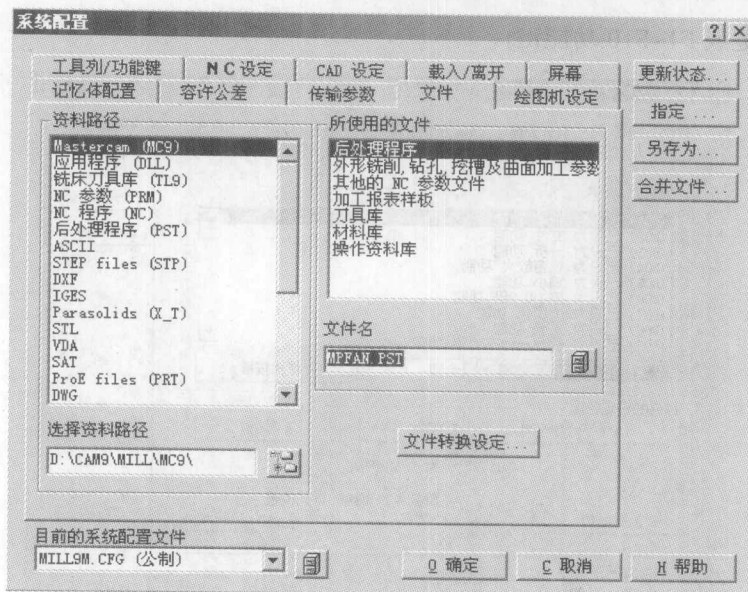 系统配置
? ×
工具列/功能键 NC设定 CAD 设定 载入/离开 屏幕
记忆体配置 容许公差 传输参数 文件 绘图机设定
更新状态...
指定 ...
另存为...
合并文件...
资料路径
Mastercam (MC9)
应用程序 (DLL)
铣床刀具库 (TL9)
NC 参数 (PRM)
NC 程序 (NC)
后处理程序 (PST)
ASCII
STEP files (STP)
DXF
IGES
Parasolids (X_T)
STL
VDA
SAT
ProE files (PRT)
DWG
选择资料路径
D:\CAM9\MILL\MC9\
所使用的文件
后处理程序
外形铣削,钻孔,挖槽及曲面加工参数
其他的 NC 参数文件
加工报表样板
刀具库
材料库
操作资料库
文件名
MPFAN.PST
文件转换设定...
目前的系统配置文件
MILL9M.CFG (公制)
O 确定 C 取消 H 帮助